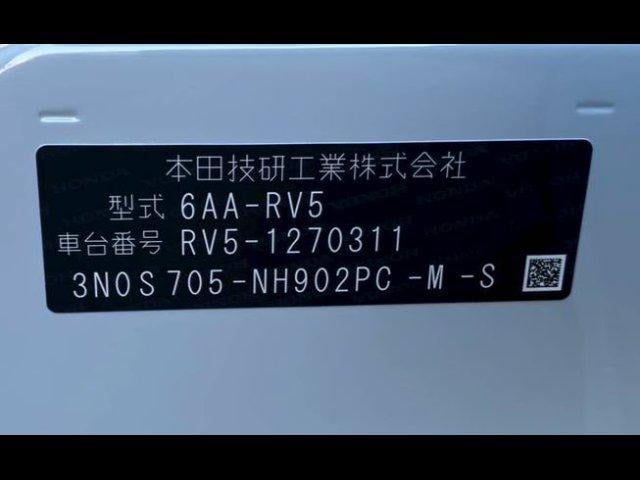 本田技研工業株式会社
型式 6AA-RV5
車台番号 RV5-1270311
3N0S705-NH902PC -M -S